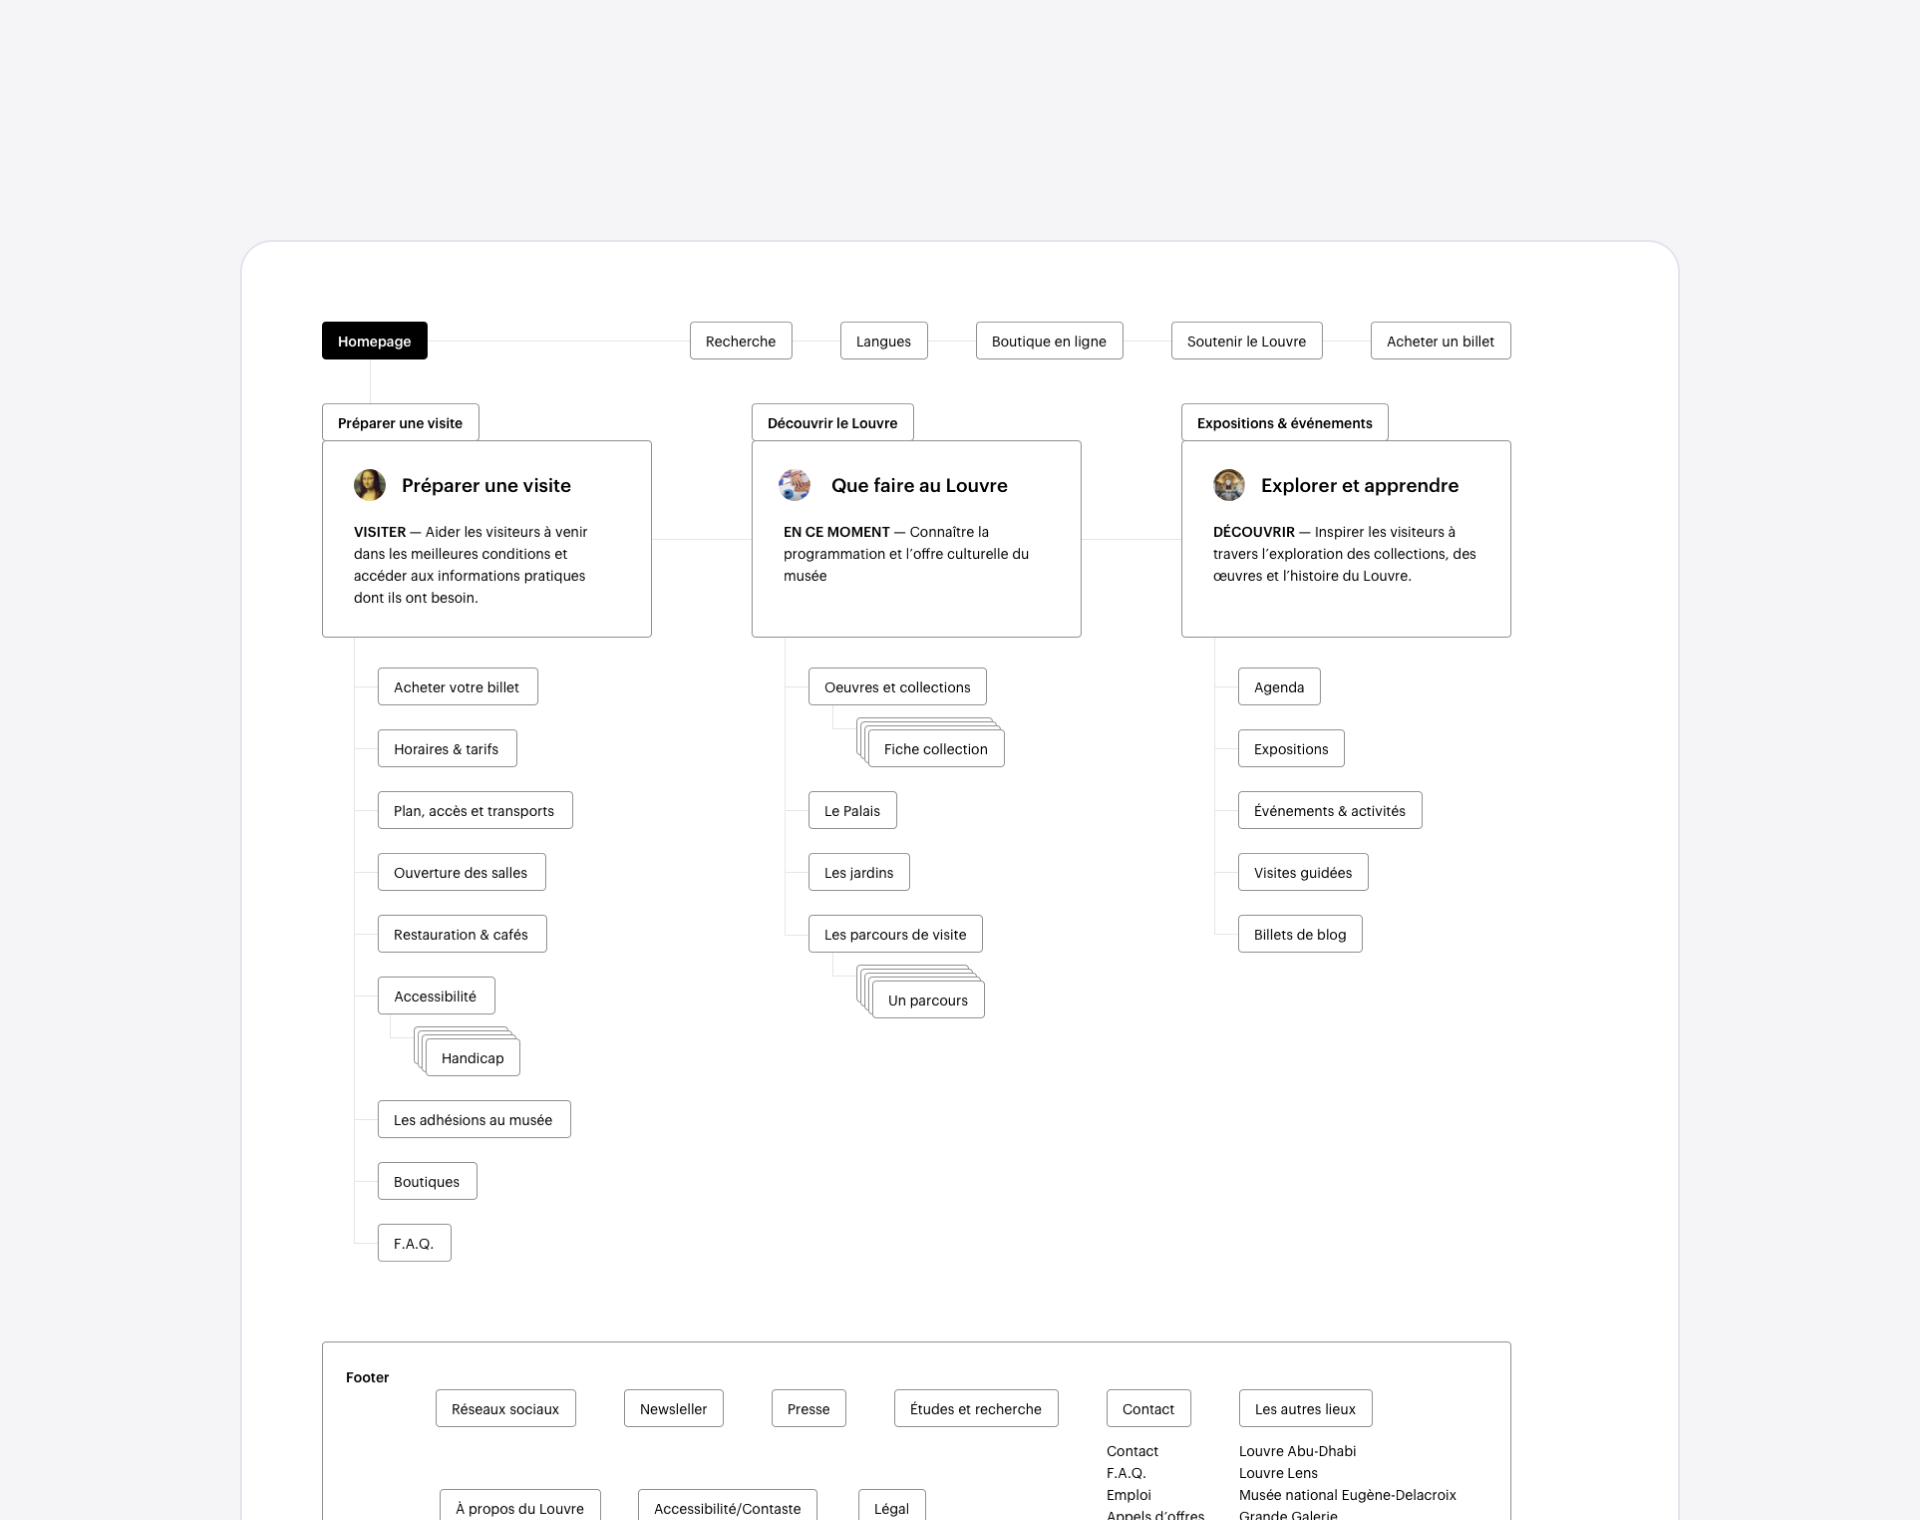 Homepage
Recherche
Langues
Boutique en ligne
Soutenir le Louvre
Acheter un billet
Préparer une visite
Préparer une visite
VISITER — Aider les visiteurs à venir
dans les meilleures conditions et
accéder aux informations pratiques
dont ils ont besoin.
Acheter votre billet
Horaires & tarifs
Plan, accès et transports
Ouverture des salles
Restauration & cafés
Accessibilité
Handicap
Les adhésions au musée
Boutiques
F.A.Q.
Découvrir le Louvre
Que faire au Louvre
EN CE MOMENT — Connaître la
programmation et l’offre culturelle du
musée
Oeuvres et collections
Fiche collection
Le Palais
Les jardins
Les parcours de visite
Un parcours
Expositions & événements
Explorer et apprendre
DÉCOUVRIR — Inspirer les visiteurs à
travers l’exploration des collections, des
œuvres et l’histoire du Louvre.
Agenda
Expositions
Événements & activités
Visites guidées
Billets de blog
Footer
Réseaux sociaux
Newsleller
Presse
Études et recherche
À propos du Louvre
Accessibilité/Contaste
Légal
Contact
Contact
F.A.Q.
Emploi
Appels d’offres
Les autres lieux
Louvre Abu-Dhabi
Louvre Lens
Musée national Eugène-Delacroix
Grande Galerie